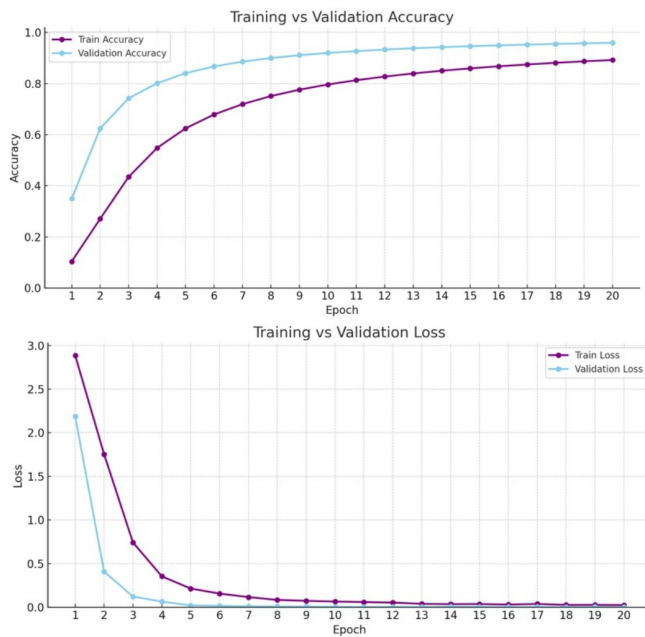 Training vs Validation Accuracy
1.0
Train Accuracy
Validation Accuracy
0.8
0.6
0.4
0.2
0.0
Accuracy
1 2 3 4 5 6 7 8 9 10 11 12 13 14 15 16 17 18 19 20
Epoch
Training vs Validation Loss
3.0
Train Loss
Validation Loss
2.5
2.0
1.5
1.0
0.5
0.0
Loss
1 2 3 4 5 6 7 8 9 10 11 12 13 14 15 16 17 18 19 20
Epoch